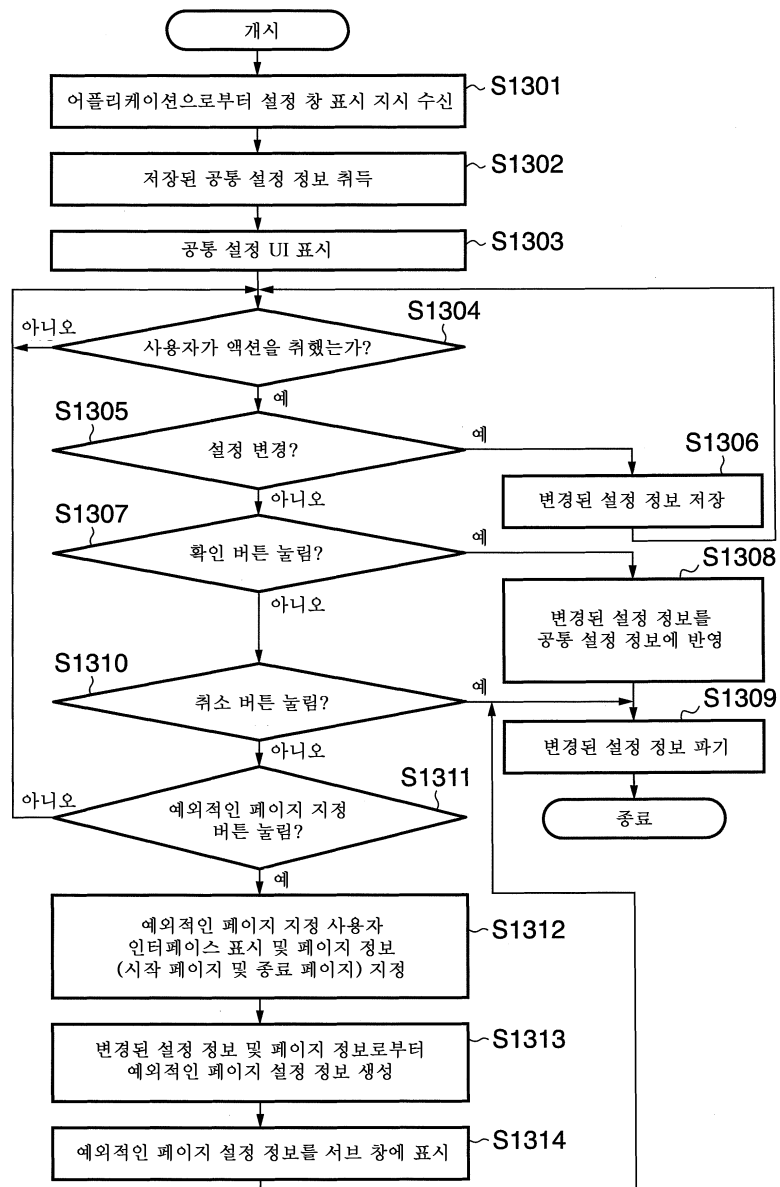 개시
어플리케이션으로부터 설정 창 표시 지시 수신
S1301
저장된 공통 설정 정보 취득
S1302
공통 설정 UI 표시
S1303
S1304
아니오
사용자가 액션을 취했는가?
예
S1305
설정 변경?
예
S1306
변경된 설정 정보 저장
아니오
S1307
확인 버튼 눌림?
예
S1308
변경된 설정 정보를
공통 설정 정보에 반영
아니오
S1310
취소 버튼 눌림?
예
S1309
변경된 설정 정보 파기
아니오
S1311
아니오
예외적인 페이지 지정
버튼 눌림?
종료
예
예외적인 페이지 지정 사용자
인터페이스 표시 및 페이지 정보
(시작 페이지 및 종료 페이지) 지정
S1312
변경된 설정 정보 및 페이지 정보로부터
예외적인 페이지 설정 정보 생성
S1313
예외적인 페이지 설정 정보를 서브 창에 표시
S1314